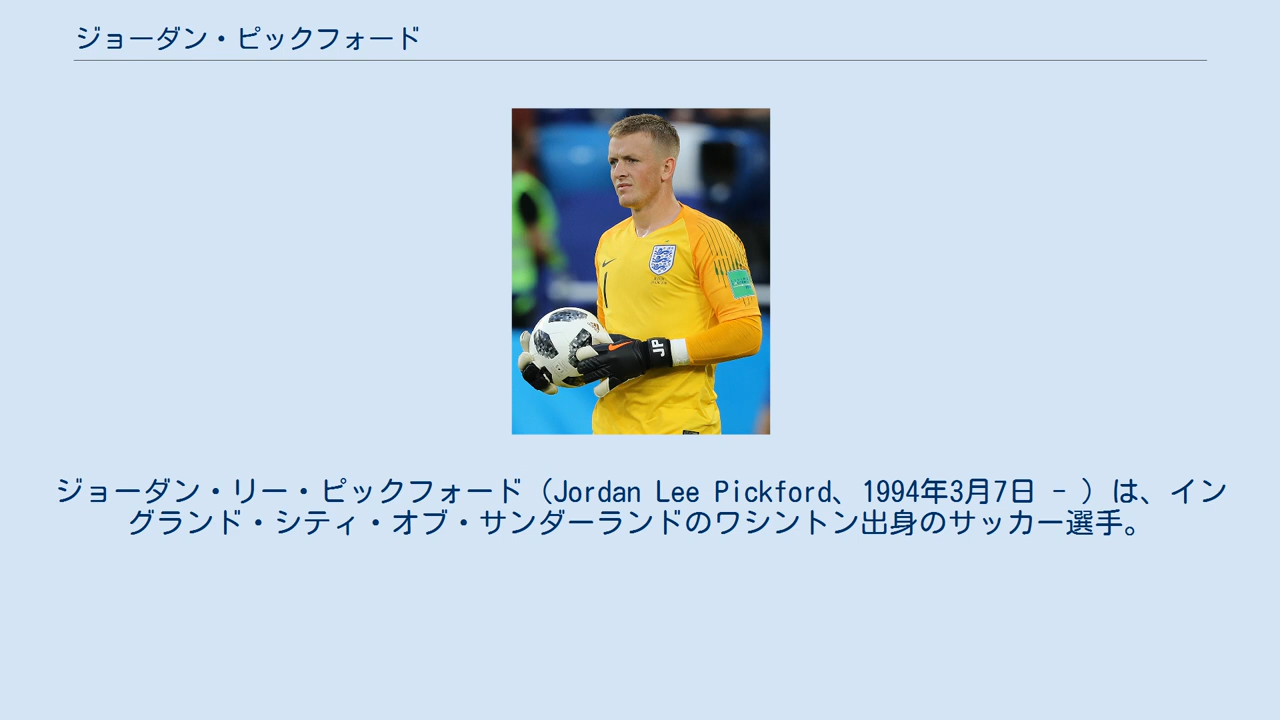 ジョーダン・ピックフォード
JP
ジョーダン・リー・ピックフォード（Jordan Lee Pickford、1994年3月7日 - ）は、イン
グランド・シティ・オブ・サンダーランドのワシントン出身のサッカー選手。